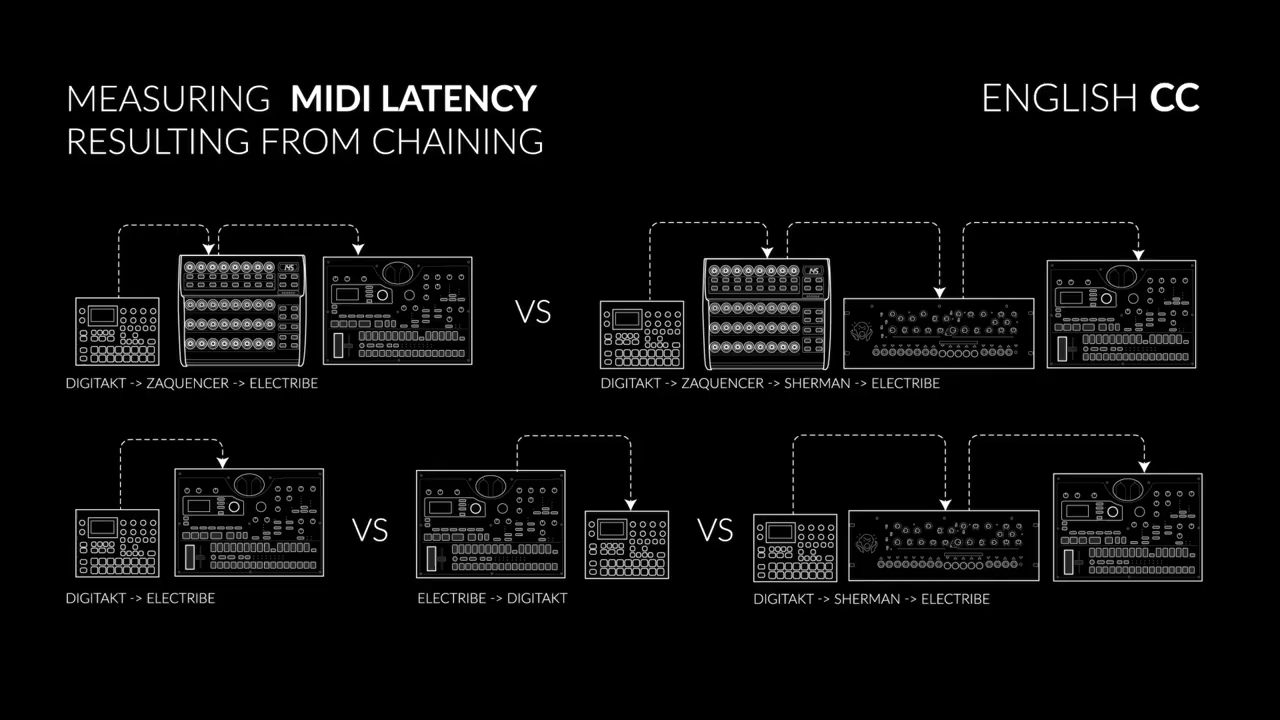 MEASURING MIDI LATENCY
RESULTING FROM CHAINING
ENGLISH CC
VS
DIGITAKT -> ZAQUENCER -> ELECTRIBE
DIGITAKT -> ZAQUENCER -> SHERMAN -> ELECTRIBE
VS
VS
DIGITAKT -> ELECTRIBE
ELECTRIBE -> DIGITAKT
DIGITAKT -> SHERMAN -> ELECTRIBE